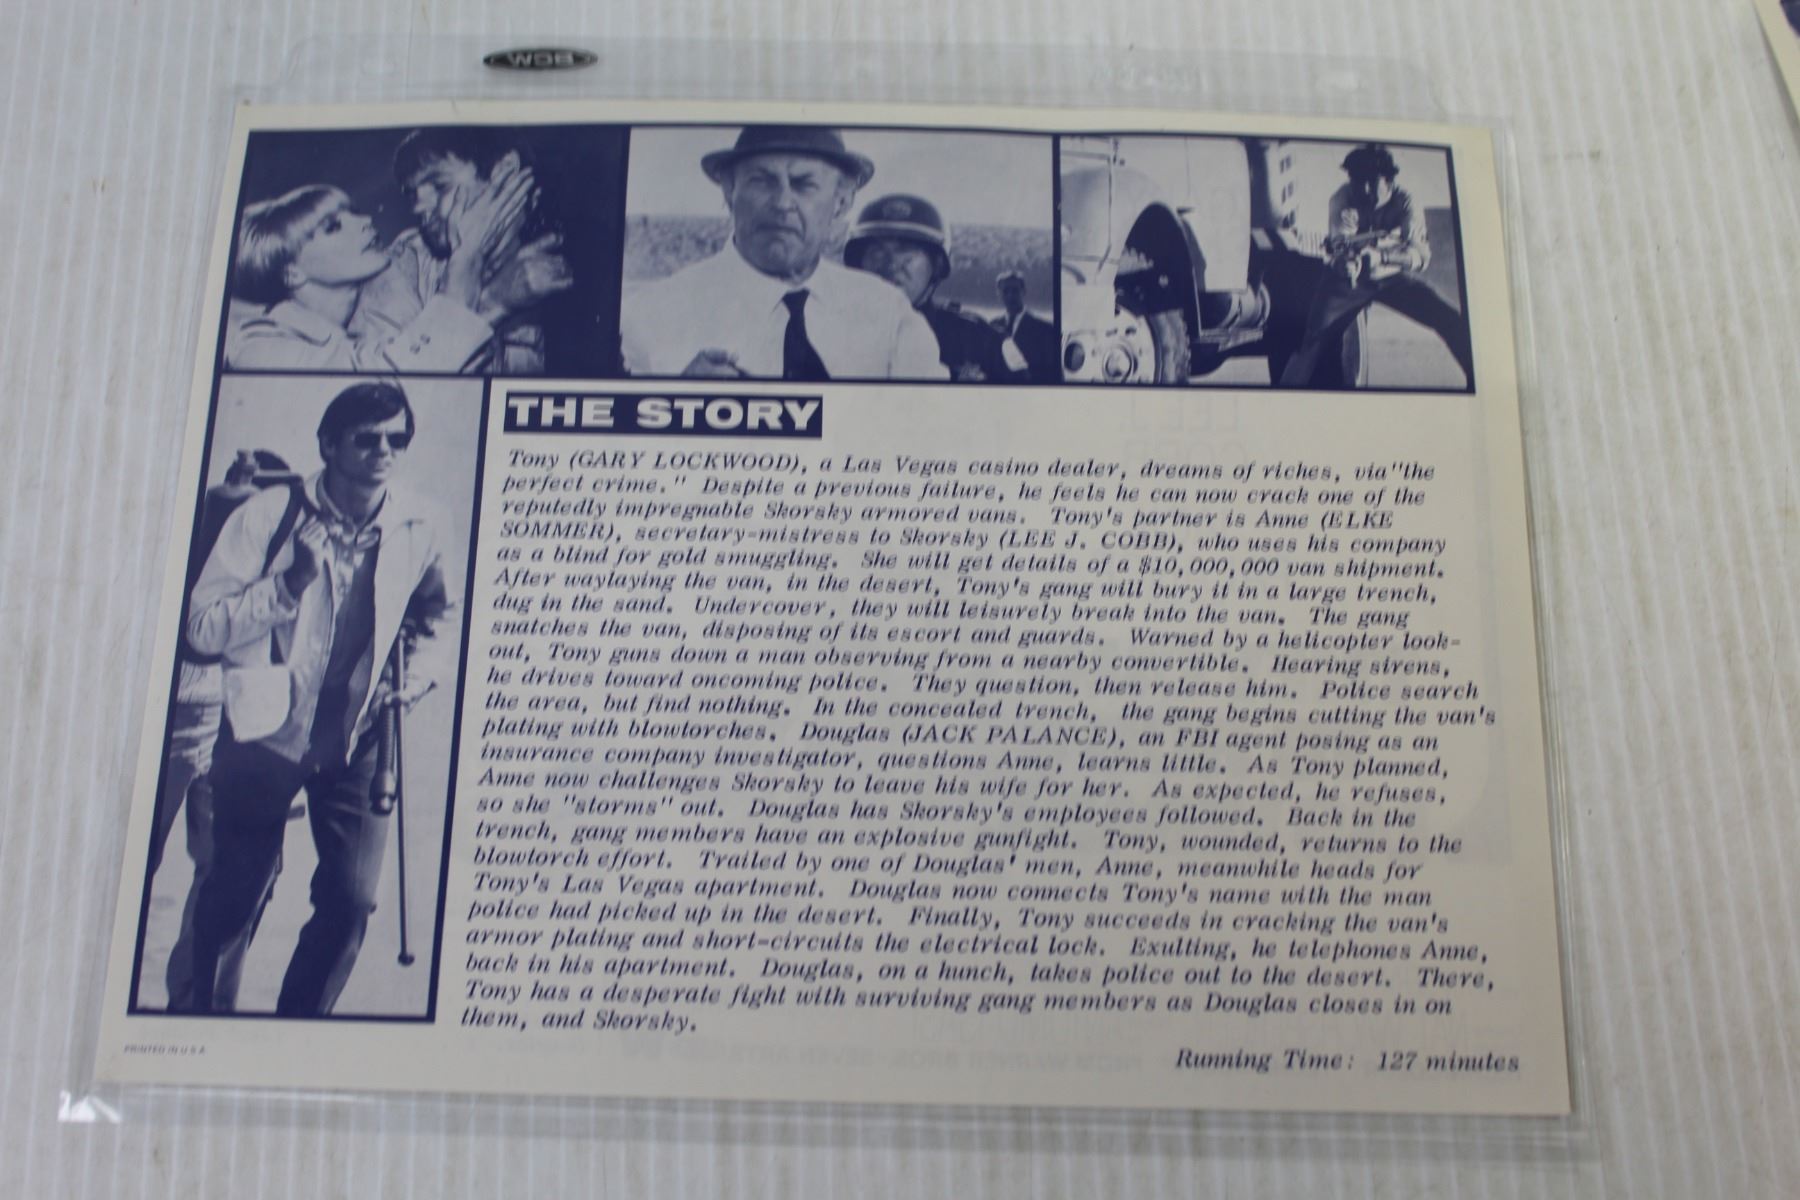 BCW
THE STORY
Tony (GARY LOCKWOOD), a Las Vegas casino dealer, dreams of riches, via "the
perfect crime." Despite a previous failure, he feels he can now crack one of the
reputedly impregnable Skorsky armored vans. Tony's partner is Anne (ELKE
SOMMER), secretary-mistress to Skorsky (LEE J. COBB), who uses his company
as a blind for gold smuggling. She will get details of a $10,000,000 van shipment.
After waylaying the van, in the desert, Tony's gang will bury it in a large trench,
dug in the sand. Undercover, they will leisurely break into the van. The gang
snatches the van, disposing of its escort and guards. Warned by a helicopter look-
out, Tony guns down a man observing from a nearby convertible. Hearing sirens,
he drives toward oncoming police. They question, then release him. Police search
the area, but find nothing. In the concealed trench, the gang begins cutting the van's
plating with blowtorches. Douglas (JACK PALANCE), an FBI agent posing as an
insurance company investigator, questions Anne, learns little. As Tony planned,
Anne now challenges Skorsky to leave his wife for her. As expected, he refuses,
so she "storms" out. Douglas has Skorsky's employees followed. Back in the
trench, gang members have an explosive gunfight. Tony, wounded, returns to the
blowtorch effort. Trailed by one of Douglas' men, Anne, meanwhile heads for
Tony's Las Vegas apartment. Douglas now connects Tony's name with the man
police had picked up in the desert. Finally, Tony succeeds in cracking the van's
armor plating and short-circuits the electrical lock. Exulting, he telephones Anne,
back in his apartment. Douglas, on a hunch, takes police out to the desert. There,
Tony has a desperate fight with surviving gang members as Douglas closes in on
them, and Skorsky.
PRINTED IN U S A
Running Time: 127 minutes